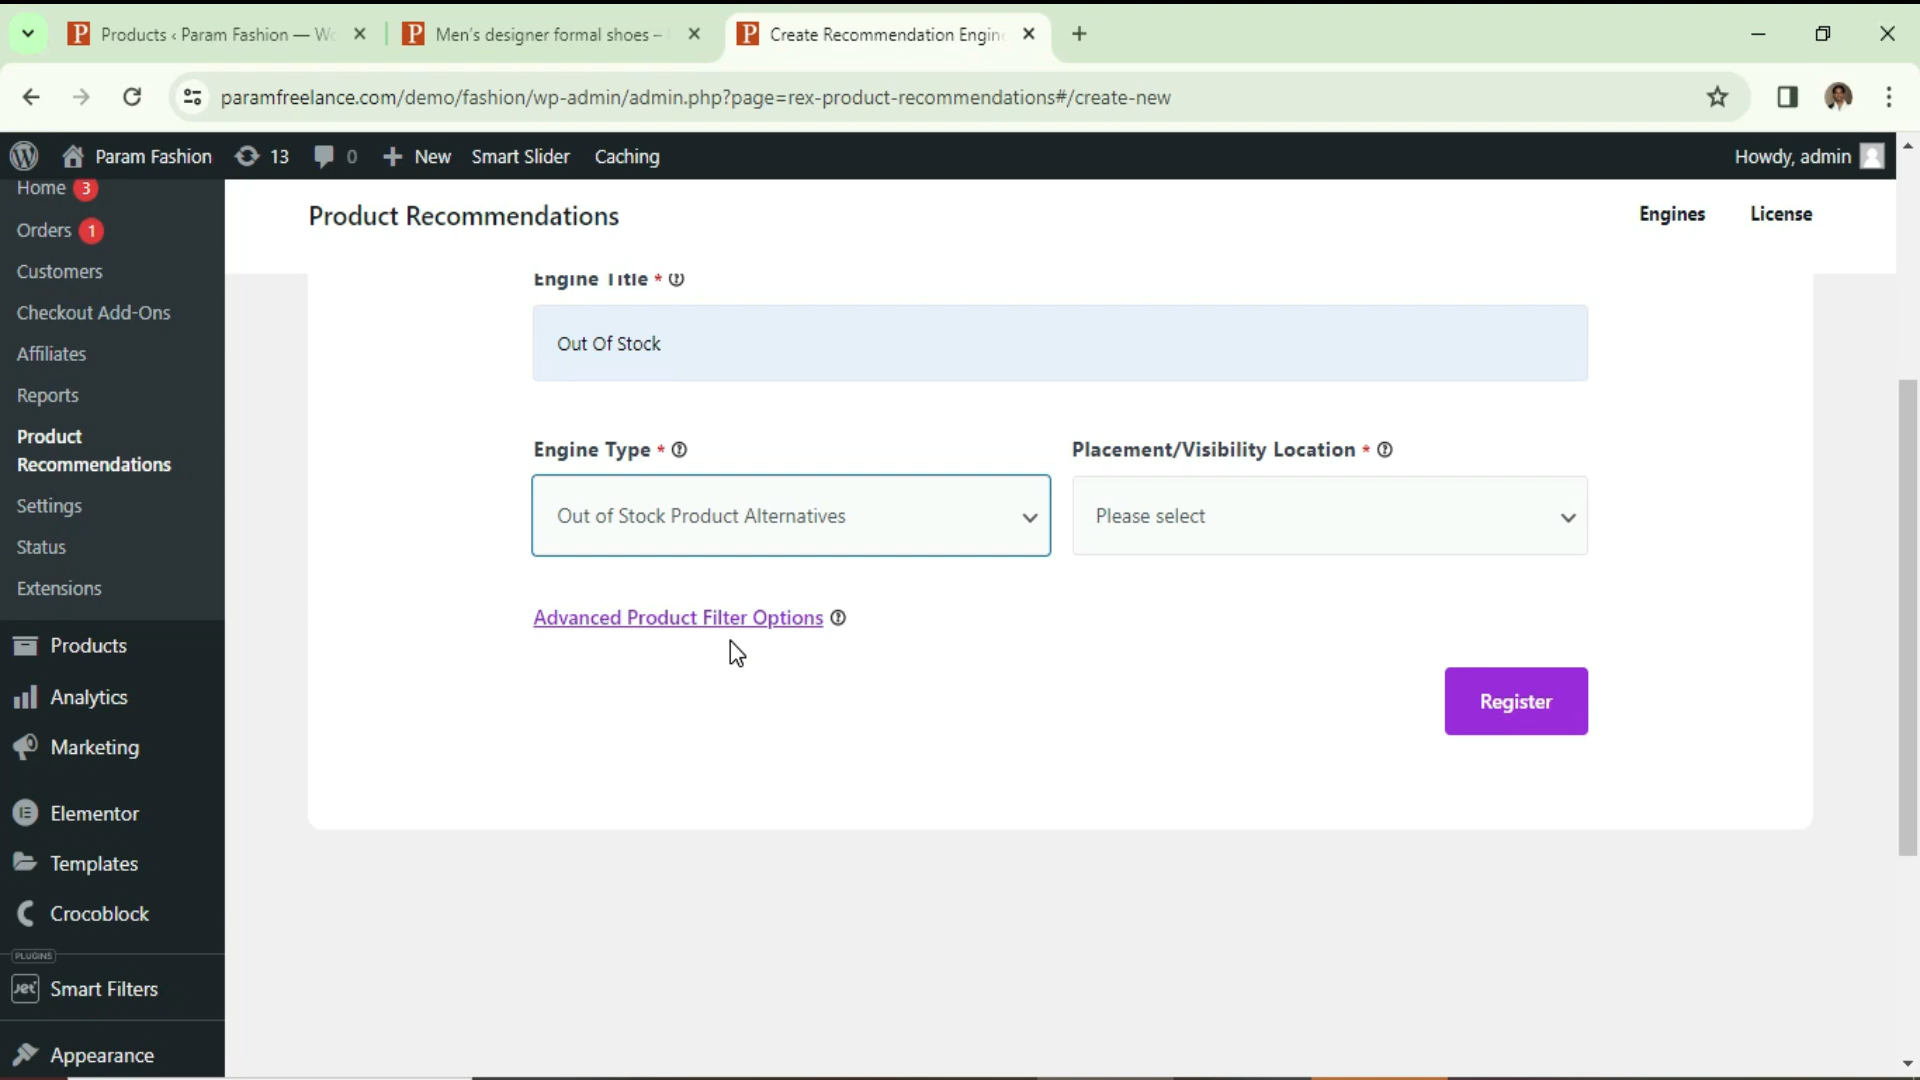 Products ‹ Param Fashion — Wo
Men's designer formal shoes –
Create Recommendation Engin
paramfreelance.com/demo/fashion/wp-admin/admin.php?page=rex-product-recommendations#/create-new
Param Fashion 13 0 New Smart Slider Caching Howdy, admin
Home 3
Orders 1
Customers
Checkout Add-Ons
Affiliates
Reports
Product
Recommendations
Settings
Status
Extensions
Products
Analytics
Marketing
Elementor
Templates
Crocoblock
PLUGINS
Jet Smart Filters
Appearance
Product Recommendations
Engines License
Engine Title *
Out Of Stock
Engine Type * Placement/Visibility Location *
Out of Stock Product Alternatives Please select
Advanced Product Filter Options
Register